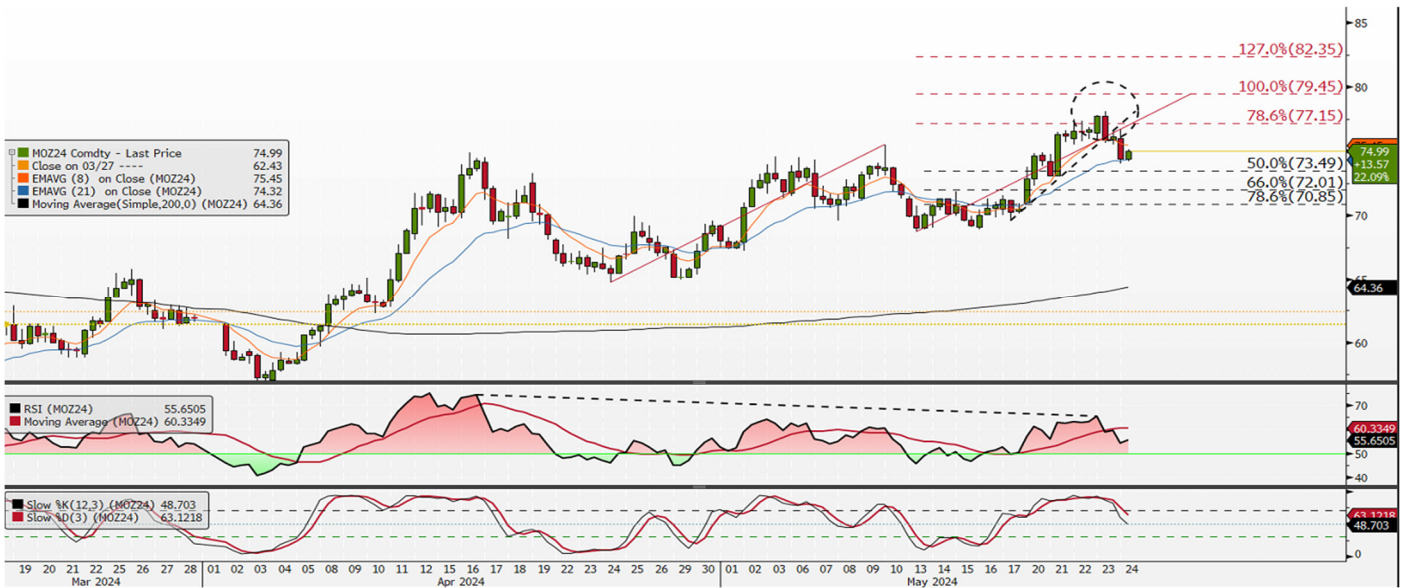 85
127.0%(82.35)
80
100.0%(79.45)
78.6%(77.15)
MOZ24 Comdty - Last Price 74.99
Close on 03/27 ---- 62.43
EMAVG (8) on Close (MOZ24) 75.45
EMAVG (21) on Close (MOZ24) 74.32
Moving Average(Simple,200,0) (MOZ24) 64.36
74.99
+13.57
22.09%
50.0%(73.49)
66.0%(72.01)
78.6%(70.85)
70
65
64.36
60
RSI (MOZ24) 55.6505
Moving Average (MOZ24) 60.3349
70
60.3349
55.6505
50
40
Slow %K(12,3) (MOZ24) 48.703
Slow %D(3) (MOZ24) 63.1218
63.1218
48.703
0
19 20 21 22 25 26 27 28 01 02 03 04 05 08 09 10 11 12 15 16 17 18 19 22 23 24 25 26 29 30 01 02 03 06 07 08 09 10 13 14 15 16 17 20 21 22 23 24
Mar 2024 Apr 2024 May 2024